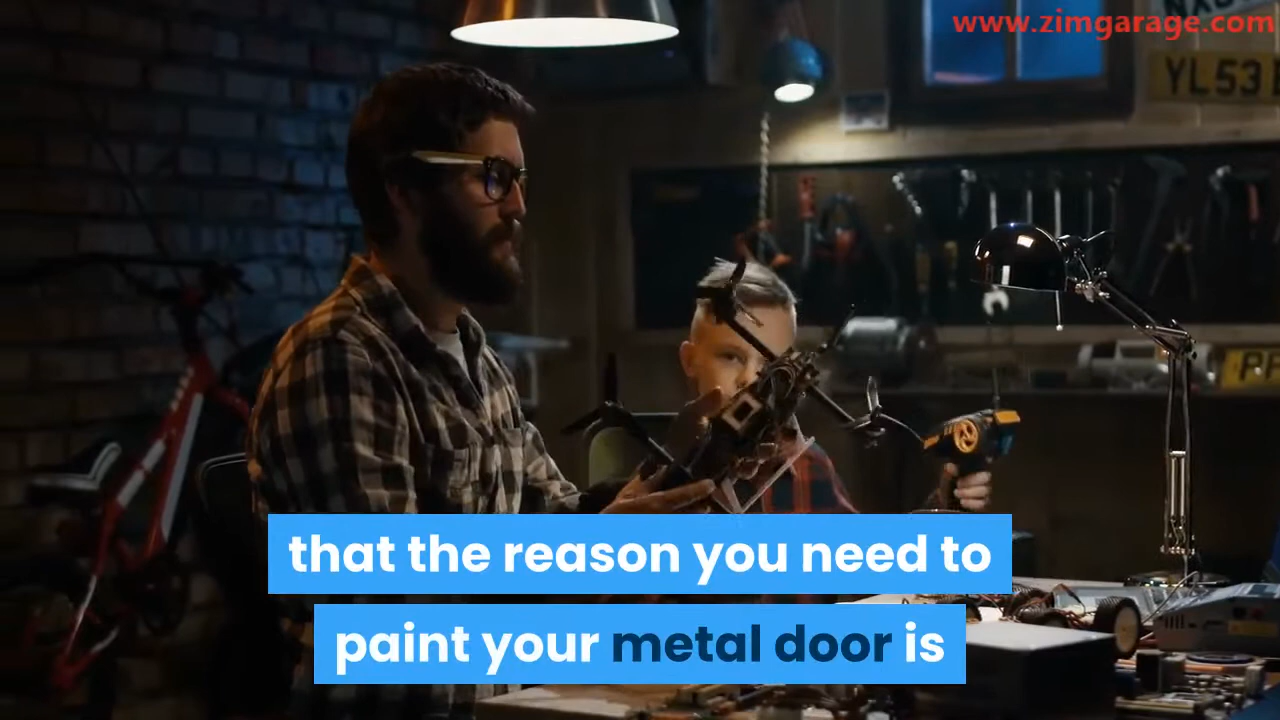 www.zimgarage.com
YL53
that the reason you need to
paint your metal door is